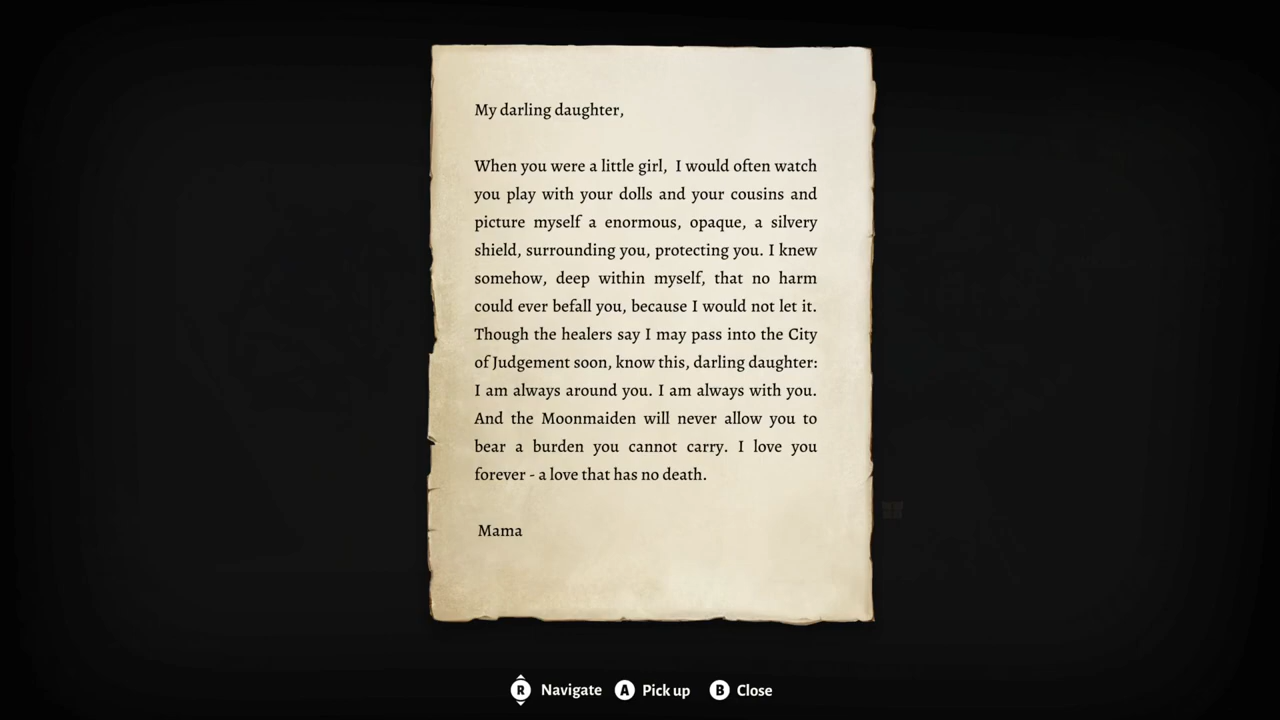 My darling daughter,
When you were a little girl,  I would often watch
you play with your dolls and your cousins and
picture myself a enormous, opaque, a silvery
shield, surrounding you, protecting you. I knew
somehow, deep within myself, that no harm
could ever befall you, because I would not let it.
Though the healers say I may pass into the City
of Judgement soon, know this, darling daughter:
I am always around you. I am always with you.
And the Moonmaiden will never allow you to
bear a burden you cannot carry. I love you
forever - a love that has no death.
Mama
R Navigate A Pick up B Close